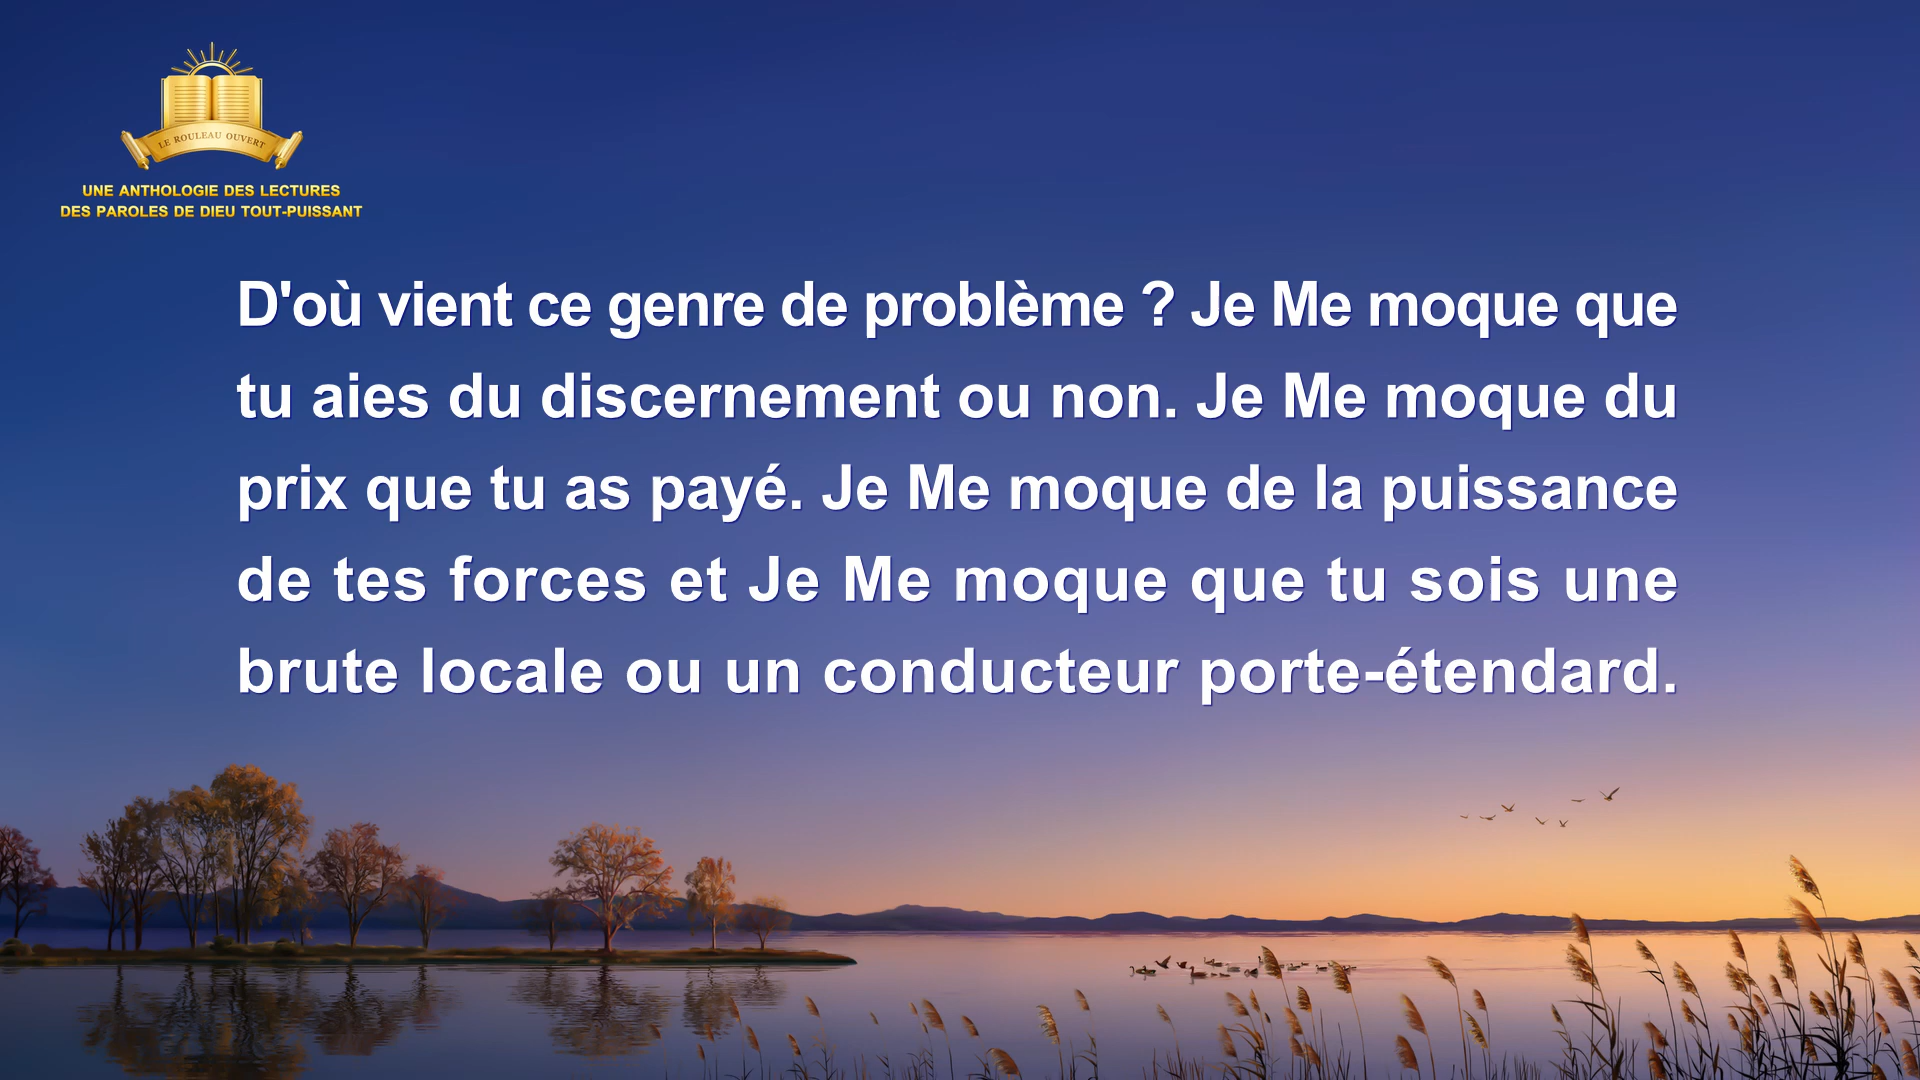 LE ROULEAU OUVERT
UNE ANTHOLOGIE DES LECTURES
DES PAROLES DE DIEU TOUT-PUISSANT
D'où vient ce genre de problème ? Je Me moque que
tu aies du discernement ou non. Je Me moque du
prix que tu as payé. Je Me moque de la puissance
de tes forces et Je Me moque que tu sois une
brute locale ou un conducteur porte-étendard.